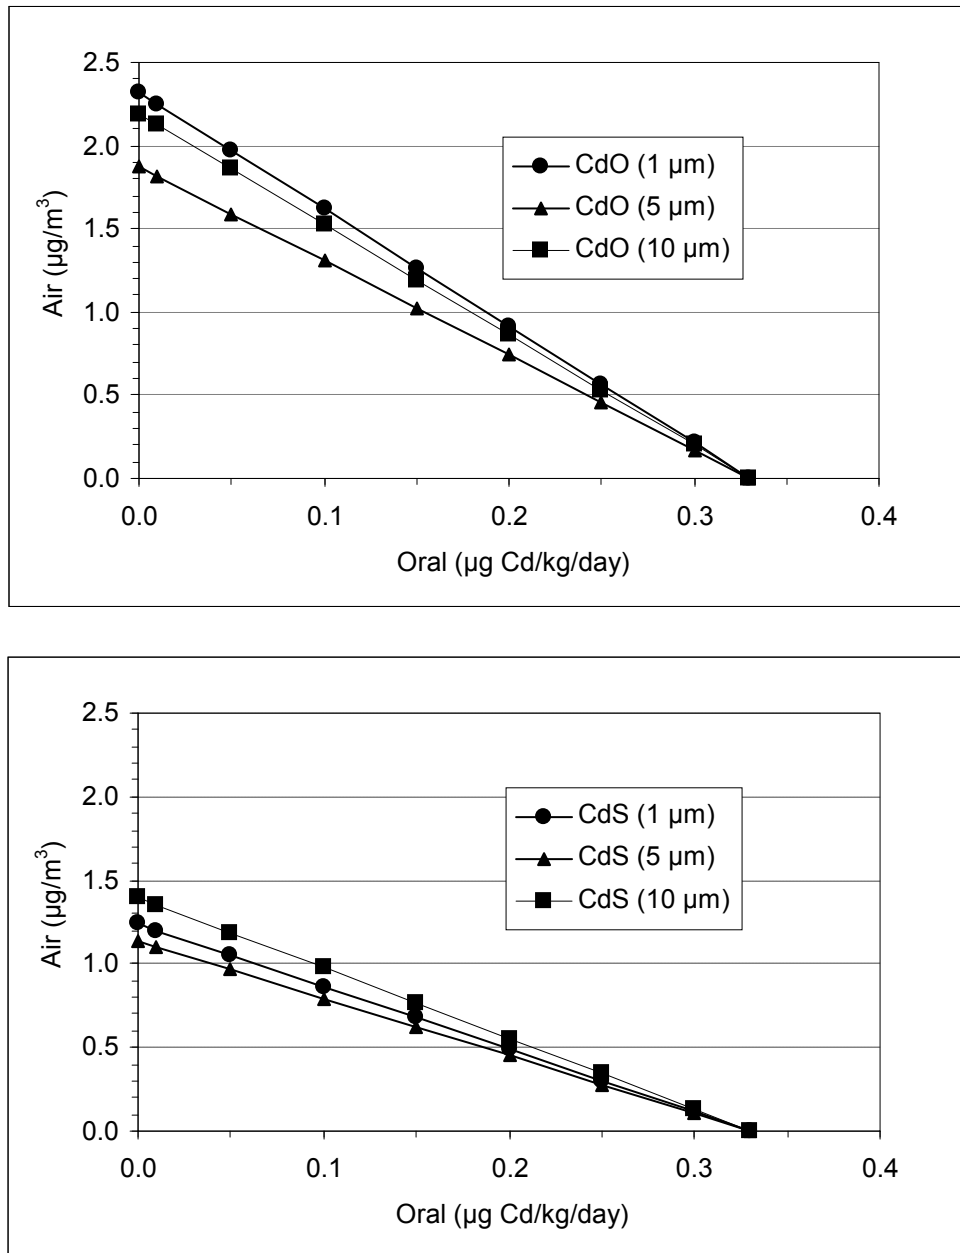 2.5
2.0
1.5
1.0
0.5
0.0
Air (µg/m³)
CdO (1 µm)
CdO (5 µm)
CdO (10 µm)
0.0 0.1 0.2 0.3 0.4
Oral (µg Cd/kg/day)
2.5
2.0
1.5
1.0
0.5
0.0
Air (µg/m³)
CdS (1 µm)
CdS (5 µm)
CdS (10 µm)
0.0 0.1 0.2 0.3 0.4
Oral (µg Cd/kg/day)